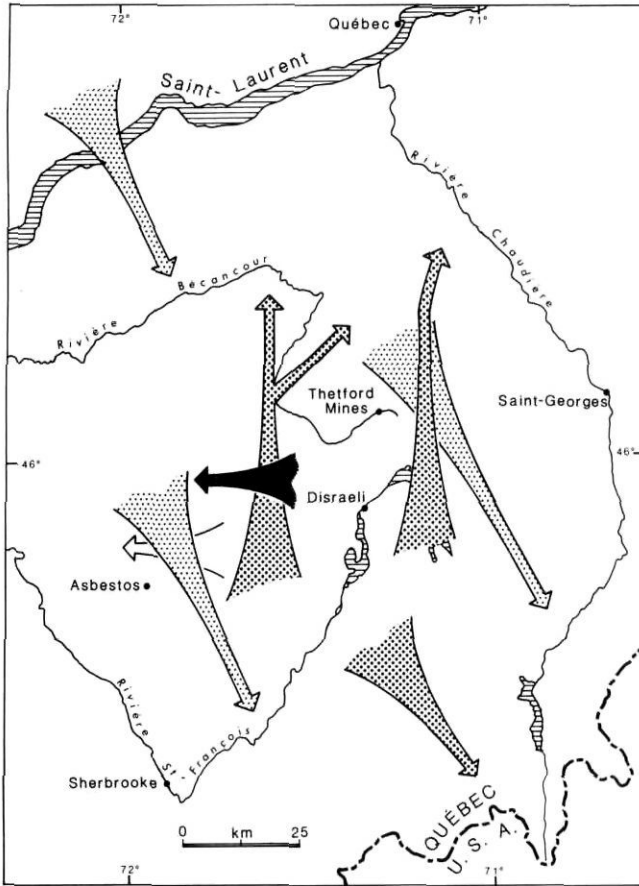 72°
71°
Québec
Saint-Laurent
Rivière Chaudière
Rivière Bécancour
Thetford Mines
Saint-Georges
46°
46°
Disraeli
Asbestos
Rivière St-François
Sherbrooke
0 km 25
QUÉBEC
U.S.A.
72°
71°